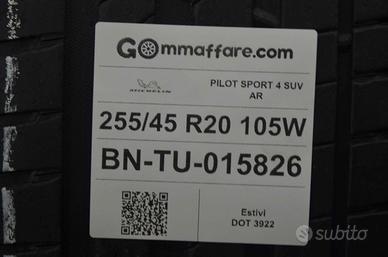 GOmmaffare.com
MICHELIN
PILOT SPORT 4 SUV
AR
255/45 R20 105W
BN-TU-015826
Estivi
DOT 3922
subito